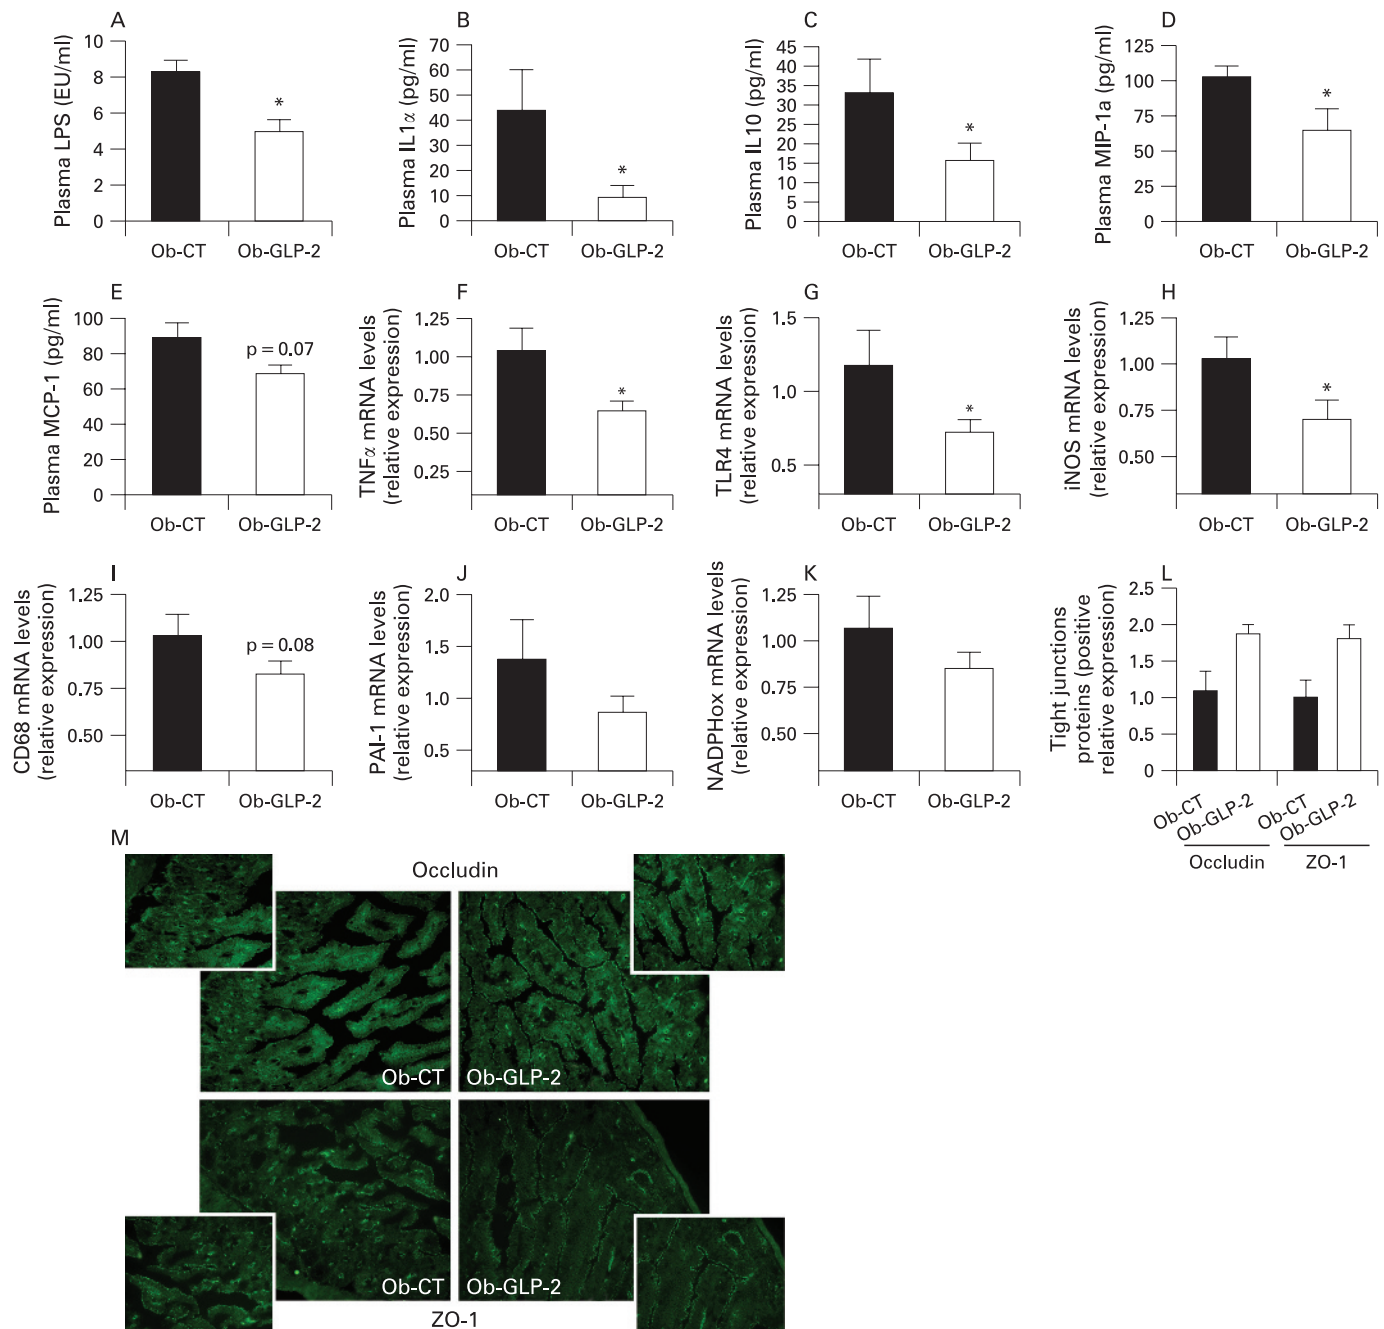 A
Plasma LPS (EU/ml)
10
8
6
4
2
0
*
Ob-CT Ob-GLP-2
B
Plasma IL1α (pg/ml)
70
60
50
40
30
20
10
0
*
Ob-CT Ob-GLP-2
C
Plasma IL10 (pg/ml)
45
40
35
30
25
20
15
10
5
0
*
Ob-CT Ob-GLP-2
D
Plasma MIP-1a (pg/ml)
125
100
75
50
25
0
*
Ob-CT Ob-GLP-2
E
Plasma MCP-1 (pg/ml)
100
80
60
40
20
0
p = 0.07
Ob-CT Ob-GLP-2
F
TNFα mRNA levels
(relative expression)
1.25
1.00
0.75
0.50
0.25
*
Ob-CT Ob-GLP-2
G
TLR4 mRNA levels
(relative expression)
1.5
1.0
0.5
*
Ob-CT Ob-GLP-2
H
iNOS mRNA levels
(relative expression)
1.25
1.00
0.75
0.50
*
Ob-CT Ob-GLP-2
I
CD68 mRNA levels
(relative expression)
1.25
1.00
0.75
0.50
p = 0.08
Ob-CT Ob-GLP-2
J
PAI-1 mRNA levels
(relative expression)
2.0
1.5
1.0
0.5
Ob-CT Ob-GLP-2
K
NADPHox mRNA levels
(relative expression)
1.25
1.00
0.75
0.50
Ob-CT Ob-GLP-2
L
Tight junctions
proteins (positive
relative expression)
2.5
2.0
1.5
1.0
0.5
0
Ob-CT Ob-GLP-2 Ob-CT Ob-GLP-2
Occludin ZO-1
M
Occludin
Ob-CT Ob-GLP-2
Ob-CT Ob-GLP-2
ZO-1